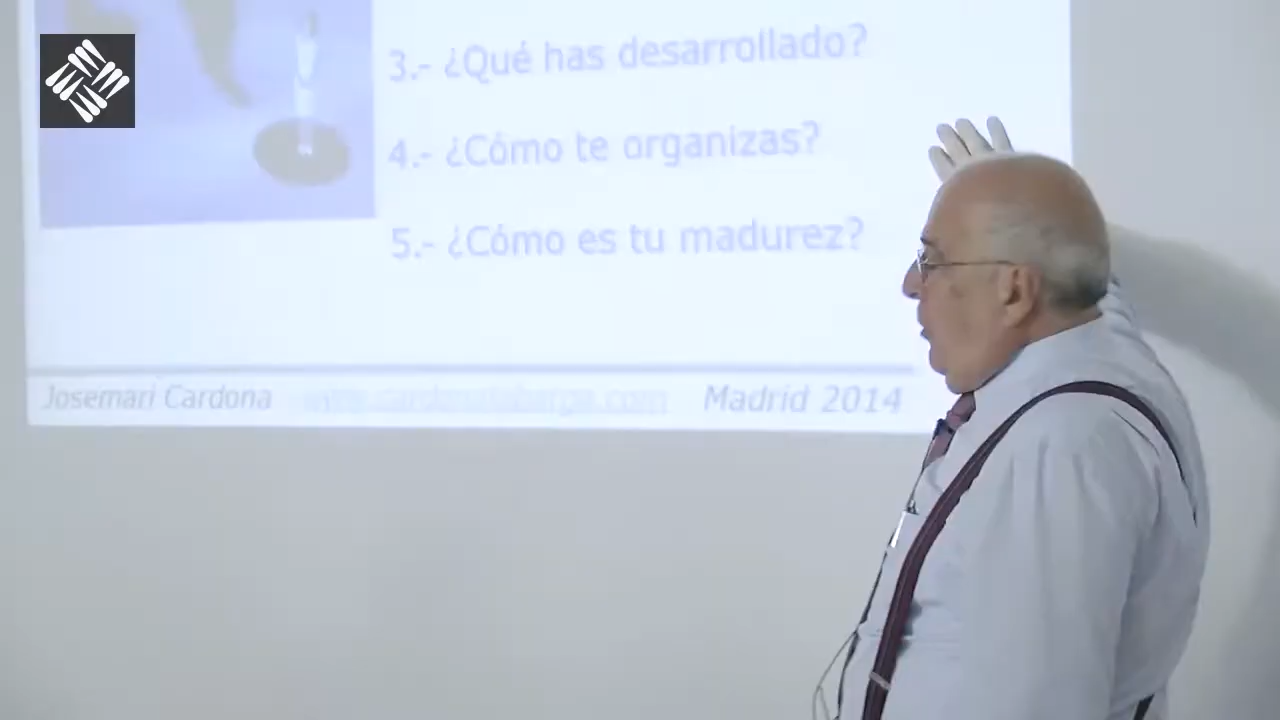 3.- ¿Qué has desarrollado?
4.- ¿Cómo te organizas?
5.- ¿Cómo es tu madurez?
Josemari Cardona Madrid 2014